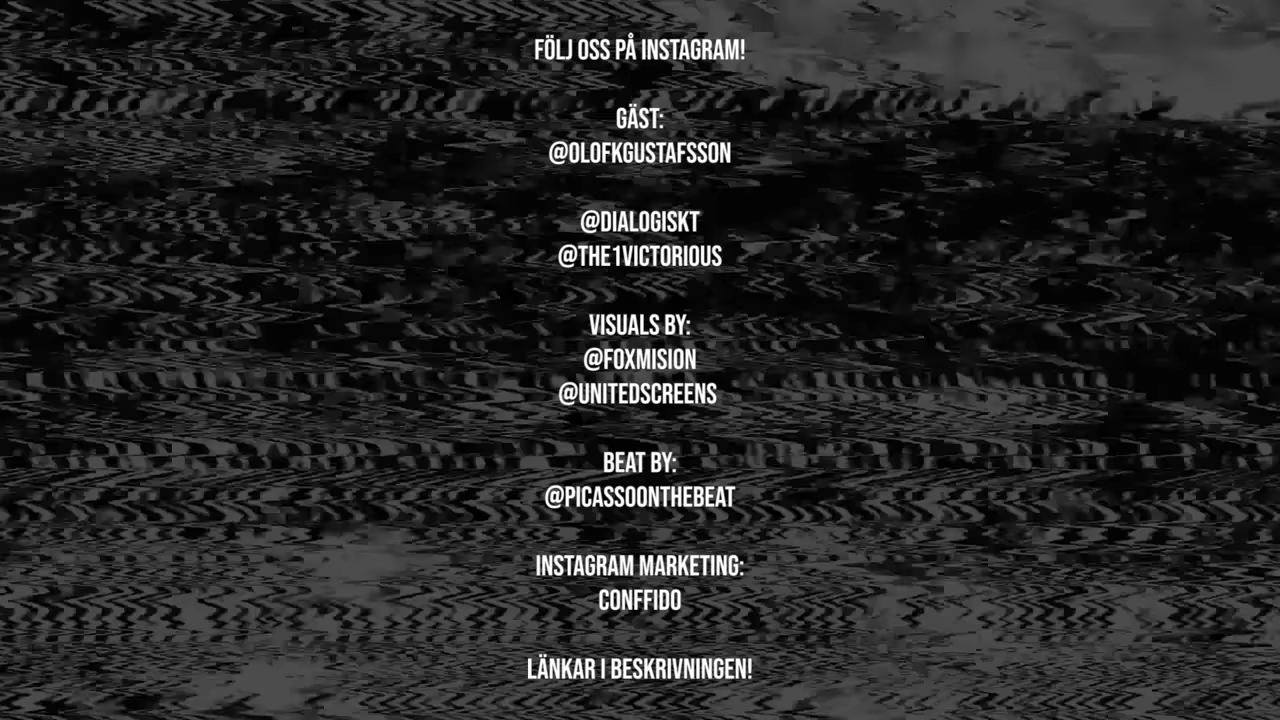 FÖLJ OSS PÅ INSTAGRAM!
GÄST:
@OLOFKGUSTAFSSON
@DIALOGISKT
@THE1VICTORIOUS
VISUALS BY:
@FOXMISION
@UNITEDSCREENS
BEAT BY:
@PICASSOONTHEBEAT
INSTAGRAM MARKETING:
CONFFIDO
LÄNKAR I BESKRIVNINGEN!